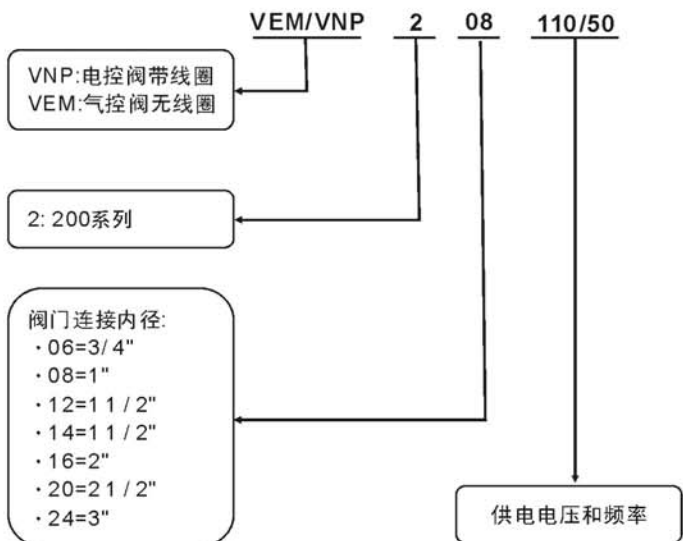 VEM/VNP 2 08 110/50
VNP:电控阀带线圈
VEM:气控阀无线圈
2: 200系列
阀门连接内径:
·06=3/4"
·08=1"
·12=1 1/2"
·14=1 1/2"
·16=2"
·20=2 1/2"
·24=3"
供电电压和频率